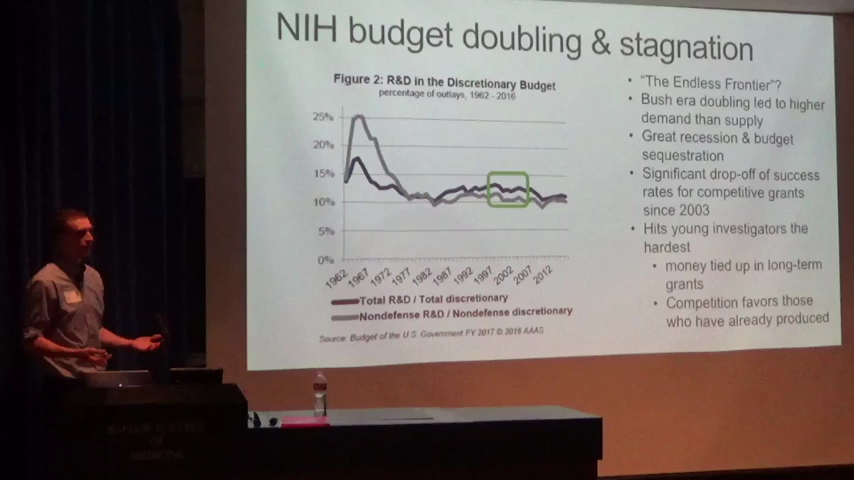 NIH budget doubling & stagnation
Figure 2: R&D in the Discretionary Budget
percentage of outlays, 1962 - 2016
25%
20%
15%
10%
5%
0%
1962 1967 1972 1977 1982 1987 1992 1997 2002 2007 2012
Total R&D / Total discretionary
Nondefense R&D / Nondefense discretionary
Source: Budget of the U.S. Government FY 2017 © 2016 AAAS
• "The Endless Frontier"?
• Bush era doubling led to higher
demand than supply
• Great recession & budget
sequestration
• Significant drop-off of success
rates for competitive grants
since 2003
• Hits young investigators the
hardest
• money tied up in long-term
grants
• Competition favors those
who have already produced